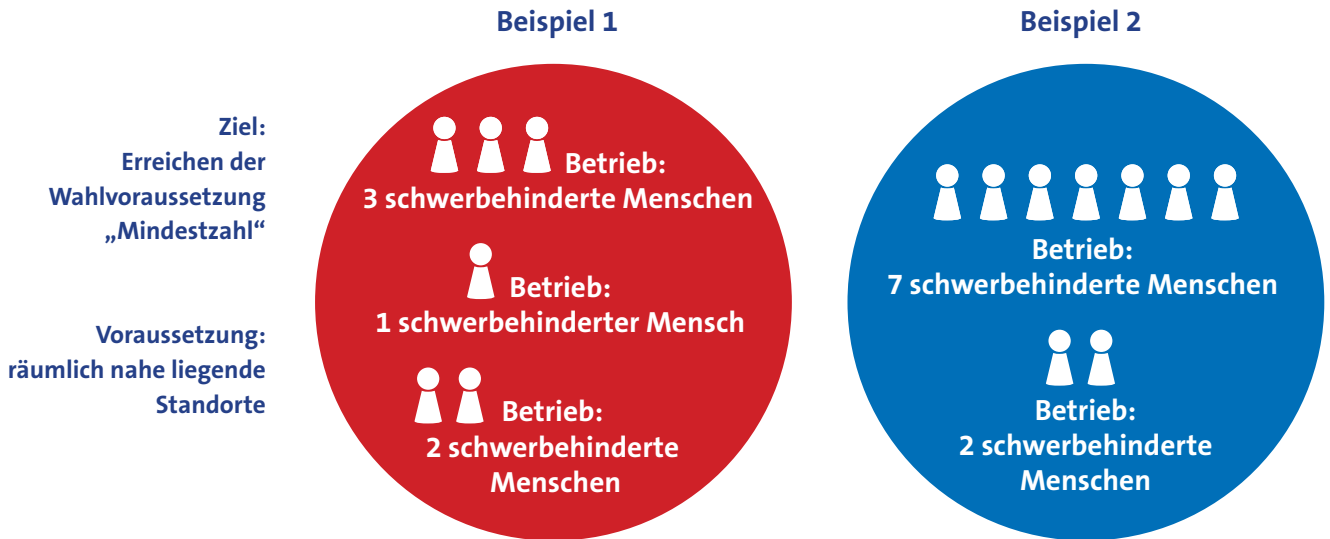 Beispiel 1
Beispiel 2
Ziel:
Erreichen der
Wahlvoraussetzung
„Mindestzahl“
Voraussetzung:
räumlich nahe liegende
Standorte
Betrieb:
3 schwerbehinderte Menschen
Betrieb:
1 schwerbehinderter Mensch
Betrieb:
2 schwerbehinderte
Menschen
Betrieb:
7 schwerbehinderte Menschen
Betrieb:
2 schwerbehinderte
Menschen